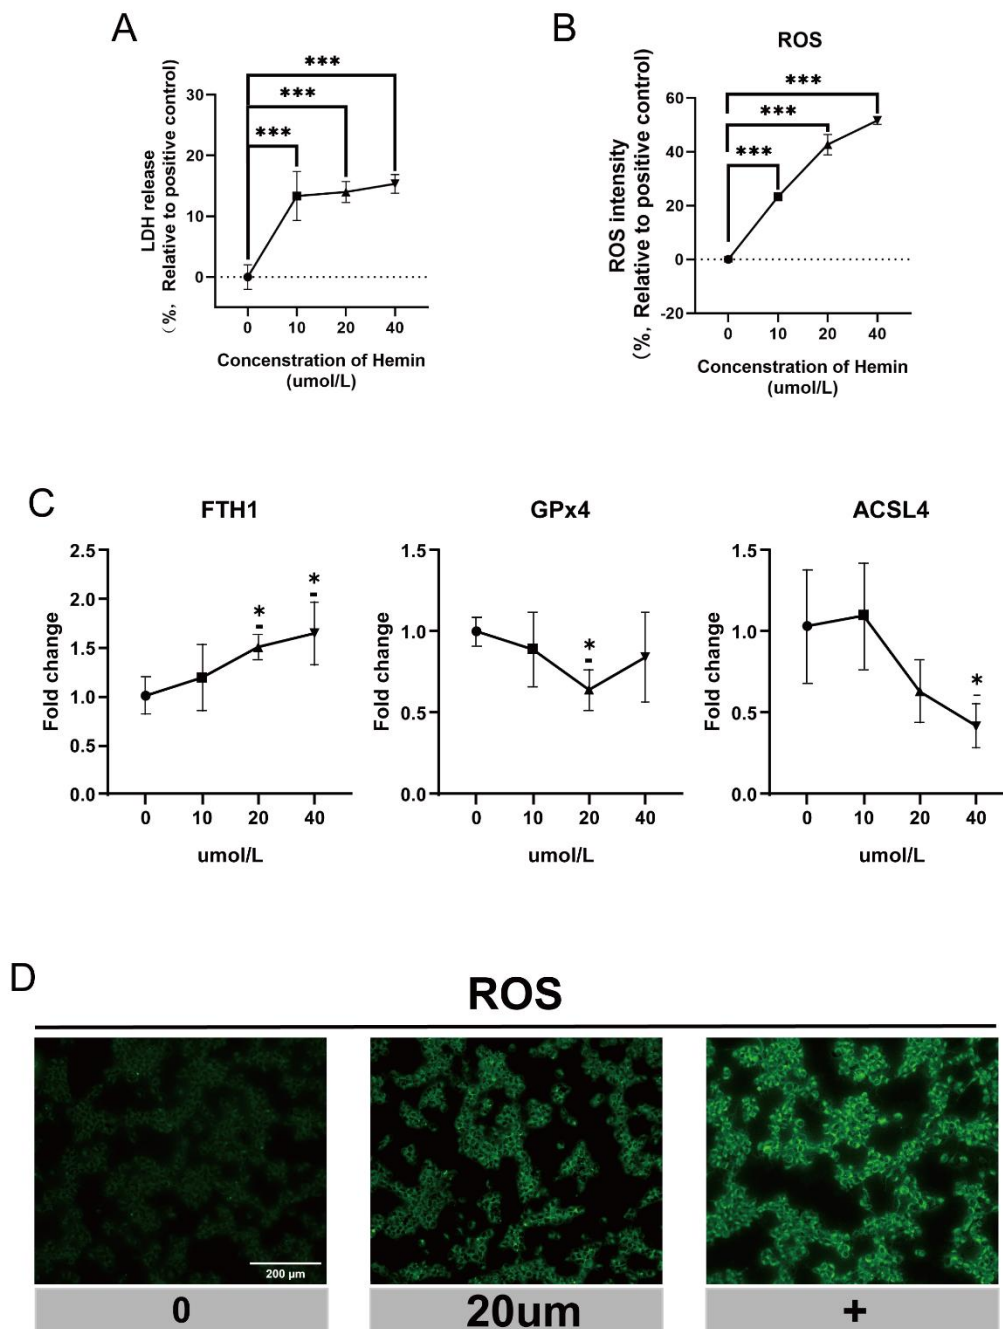 A
LDH release
(%, Relative to positive control)
30
20
10
0
***
***
***
0 10 20 40
Concenstration of Hemin
(umol/L)
B
ROS
ROS intensity
(%, Relative to positive control)
60
40
20
0
-20
***
***
***
0 10 20 40
Concenstration of Hemin
(umol/L)
C
FTH1
Fold change
2.5
2.0
1.5
1.0
0.5
0.0
*
*
0 10 20 40
umol/L
GPx4
Fold change
1.5
1.0
0.5
0.0
*
0 10 20 40
umol/L
ACSL4
Fold change
1.5
1.0
0.5
0.0
*
0 10 20 40
umol/L
D
ROS
200 μm
0
20um
+